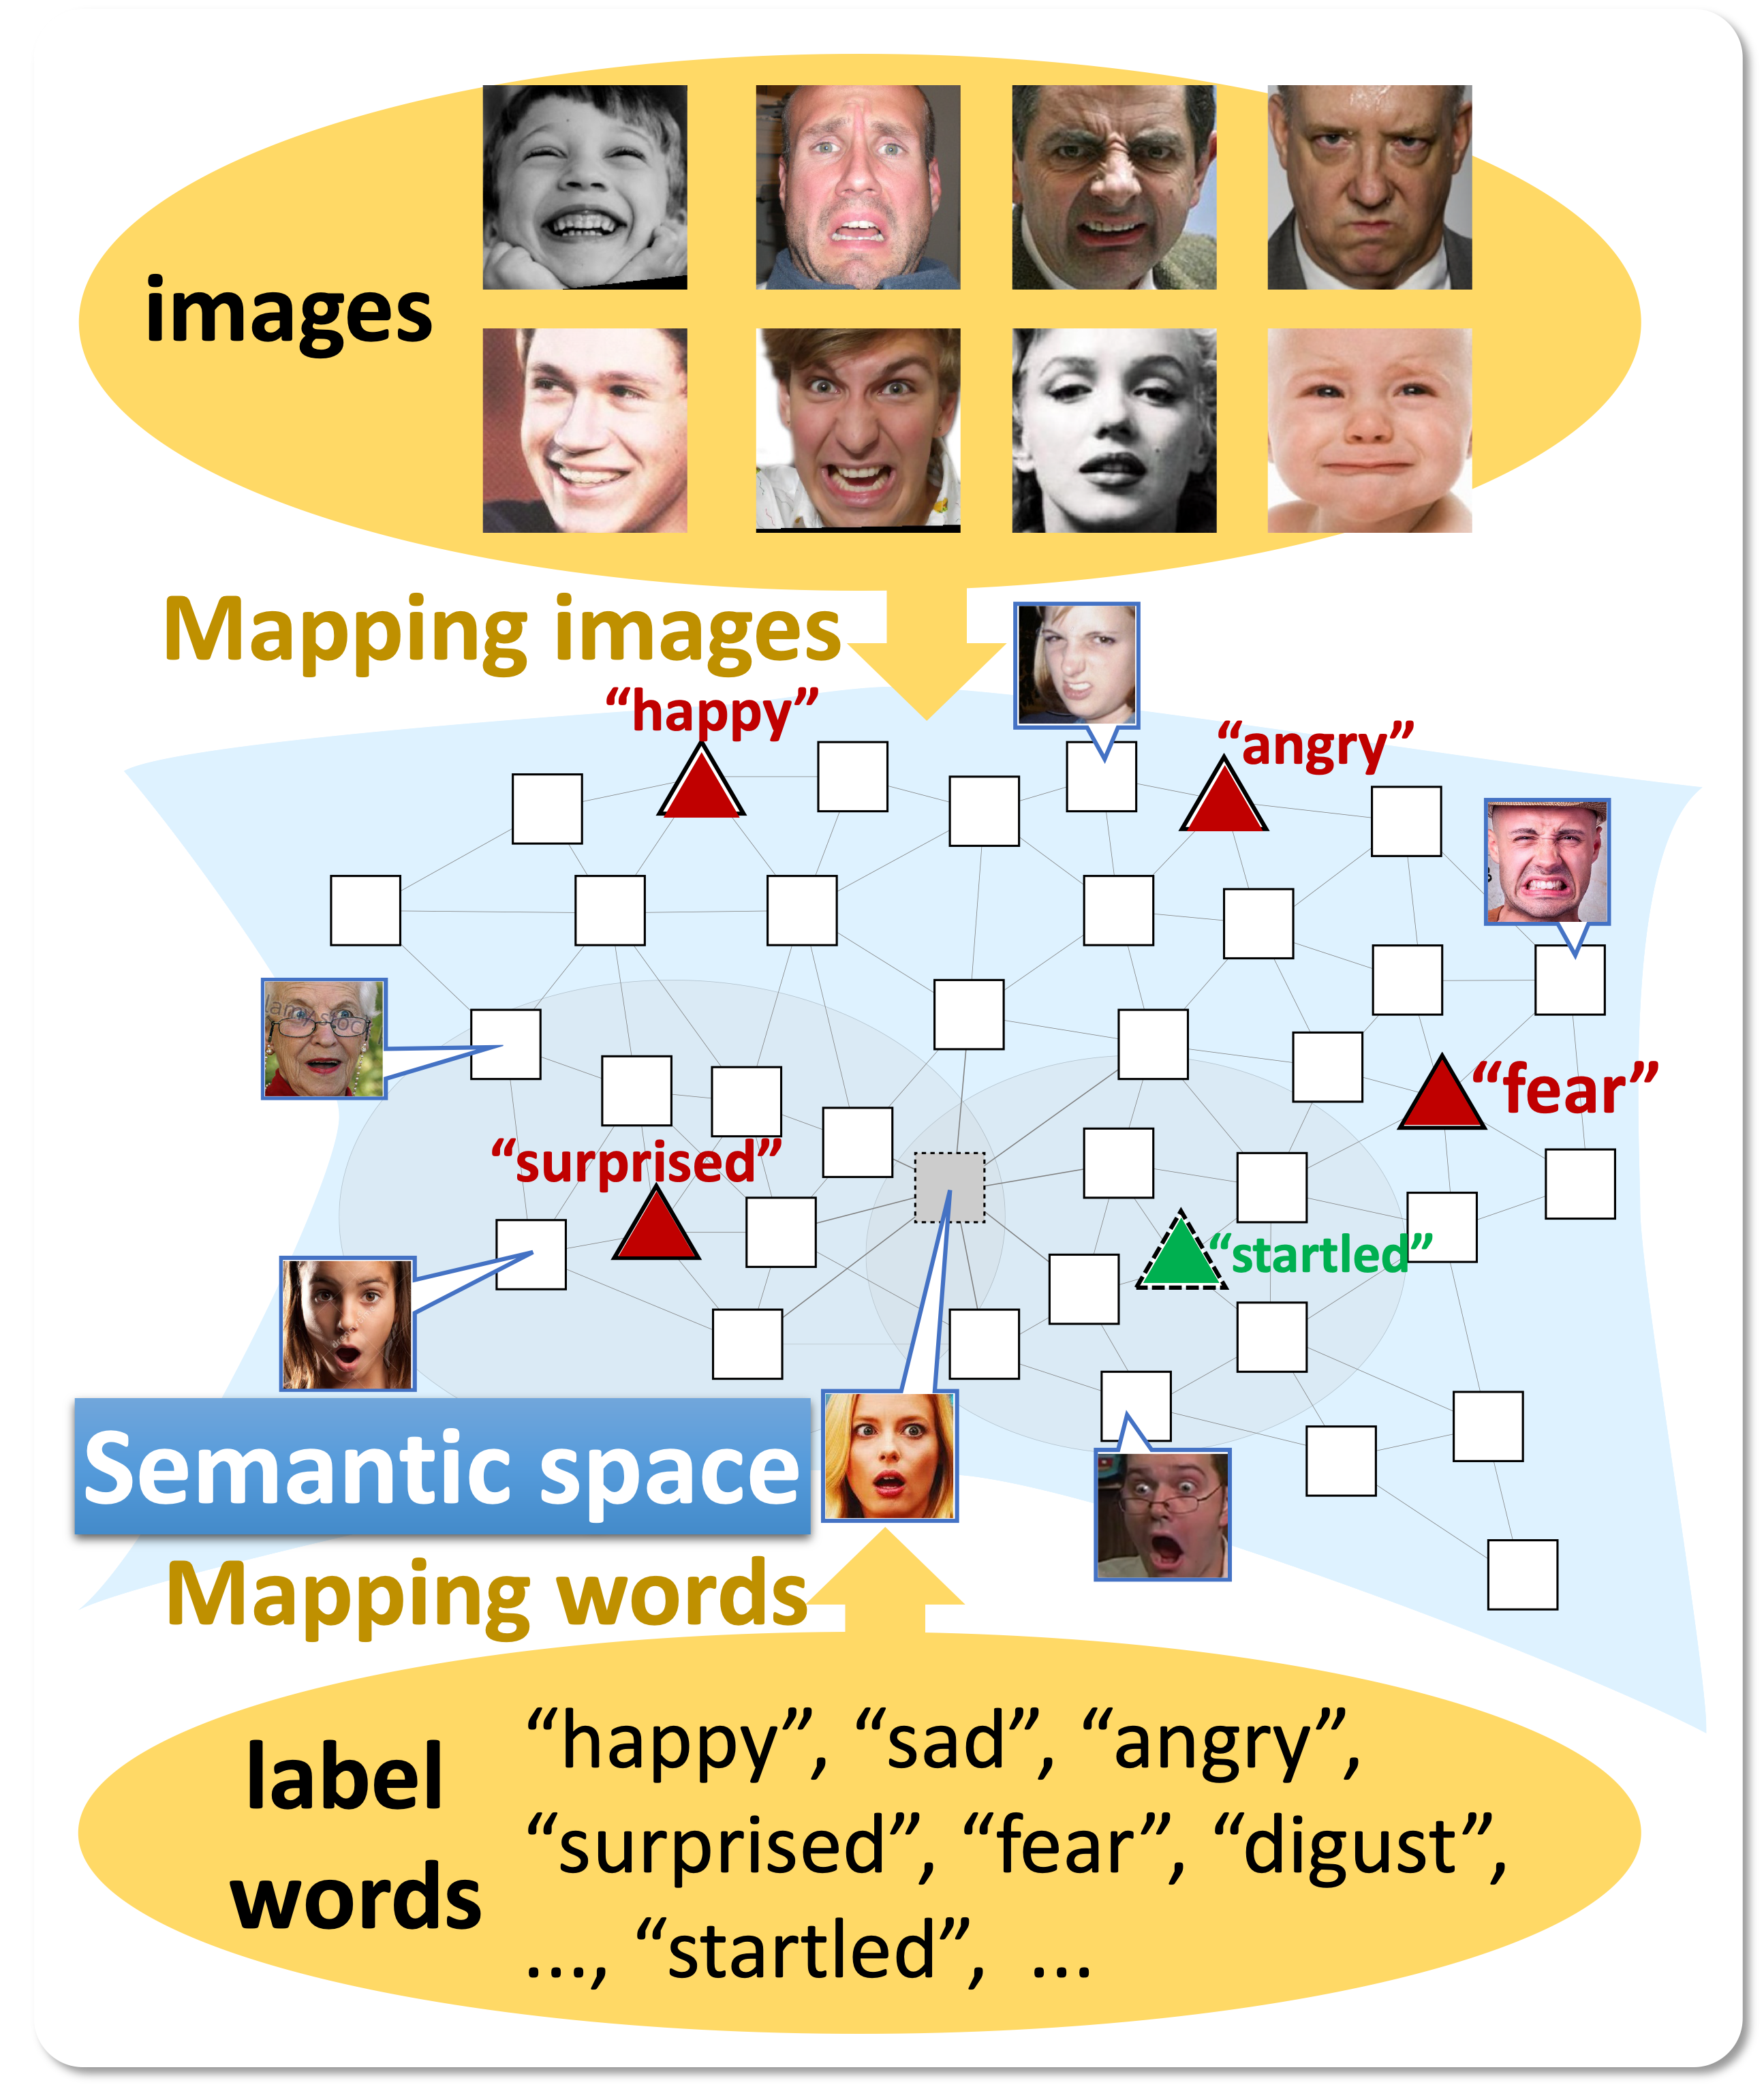 images
Mapping images
“happy”
“angry”
“fear”
“surprised”
“startled”
Semantic space
Mapping words
label
words
“happy”, “sad”, “angry”,
“surprised”, “fear”, “digust”,
..., “startled”, ...